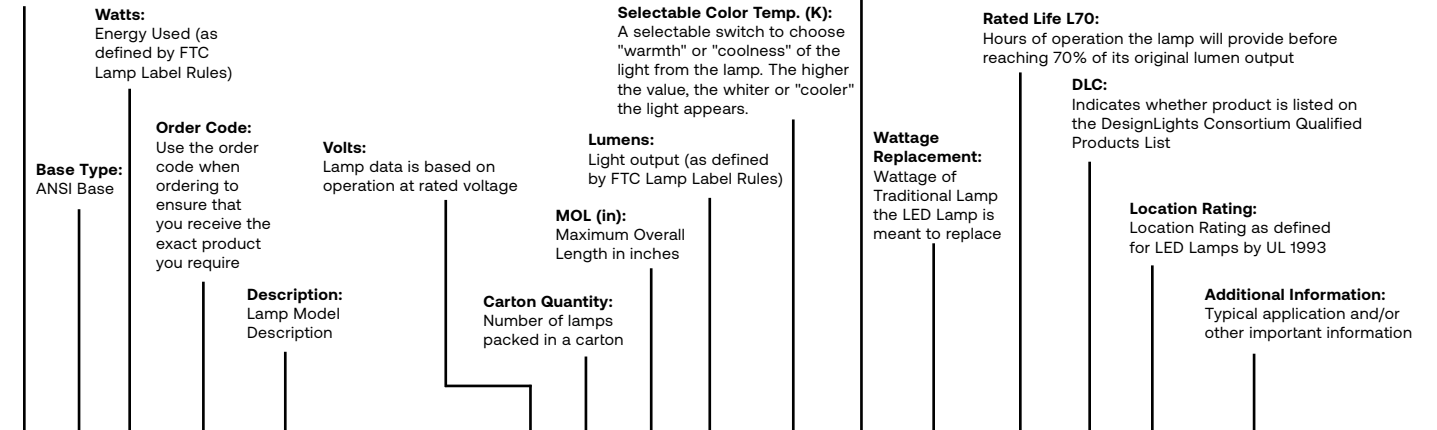 Watts:
Energy Used (as
defined by FTC
Lamp Label Rules)
Selectable Color Temp. (K):
A selectable switch to choose
"warmth" or "coolness" of the
light from the lamp. The higher
the value, the whiter or "cooler"
the light appears.
Rated Life L70:
Hours of operation the lamp will provide before
reaching 70% of its original lumen output
DLC:
Indicates whether product is listed on
the DesignLights Consortium Qualified
Products List
Order Code:
Use the order
code when
ordering to
ensure that
you receive the
exact product
you require
Base Type:
ANSI Base
Volts:
Lamp data is based on
operation at rated voltage
Lumens:
Light output (as defined
by FTC Lamp Label Rules)
Wattage
Replacement:
Wattage of
Traditional Lamp
the LED Lamp is
meant to replace
MOL (in):
Maximum Overall
Length in inches
Location Rating:
Location Rating as defined
for LED Lamps by UL 1993
Description:
Lamp Model
Description
Carton Quantity:
Number of lamps
packed in a carton
Additional Information:
Typical application and/or
other important information